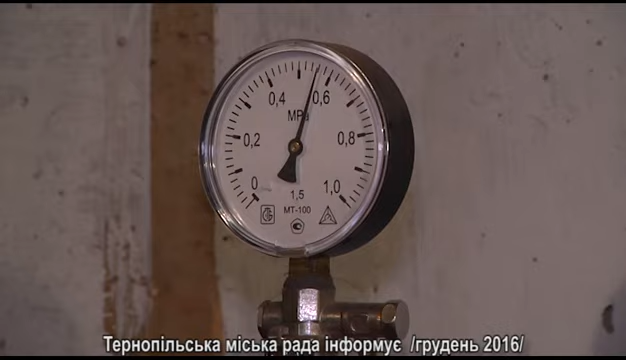 0,4 0,6
MPa
0,2 0,8
0 1,0
1,5
МТ-100
Тернопільська міська рада інформує /грудень 2016/